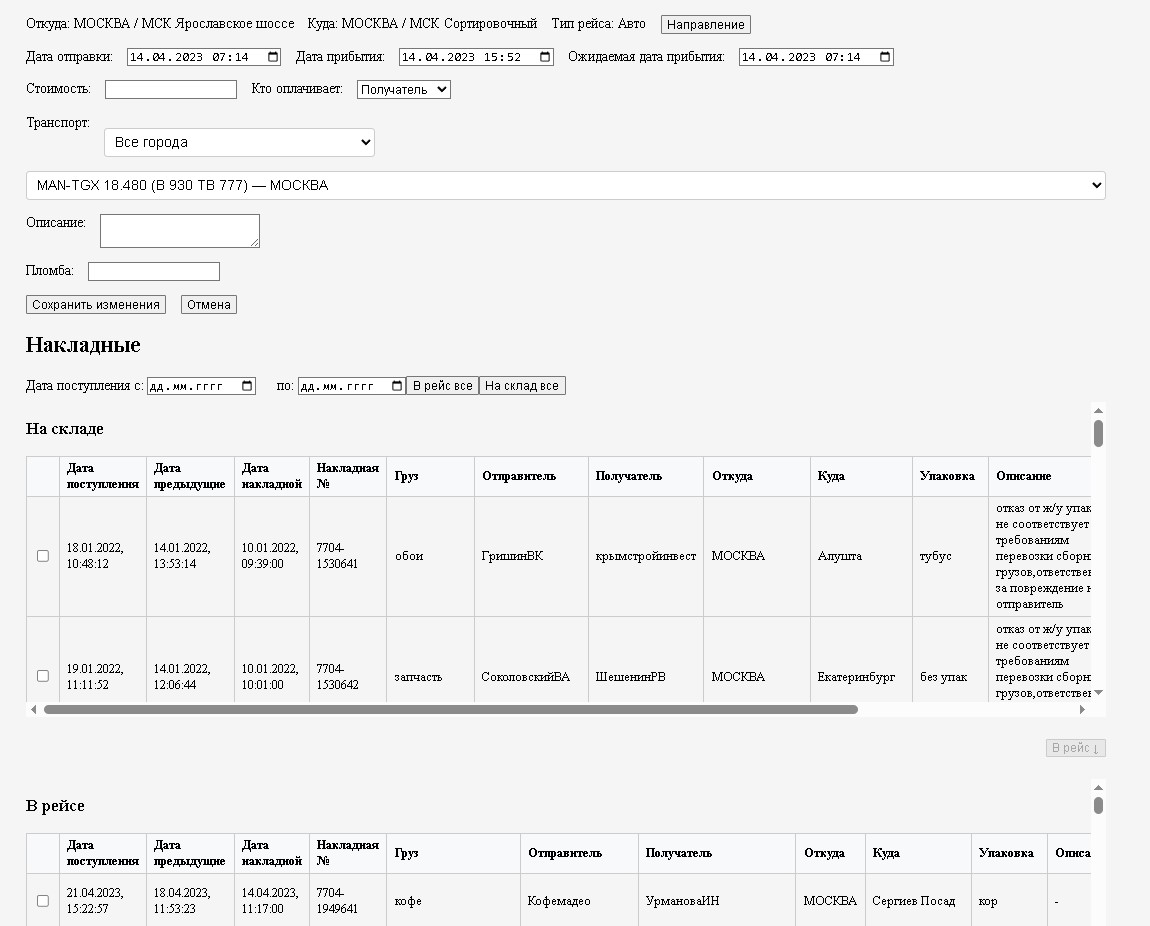 Откуда: МОСКВА / МСК Ярославское шоссе Куда: МОСКВА / МСК Сортировочный Тип рейса: Авто Направление
Дата отправки: 14.04.2023 07:14 Дата прибытия: 14.04.2023 15:52 Ожидаемая дата прибытия: 14.04.2023 07:14
Стоимость: Кто оплачивает: Получатель
Транспорт:
Все города
MAN-TGX 18.480 (В 930 ТВ 777) — МОСКВА
Описание:
Пломба:
Сохранить изменения Отмена
Накладные
Дата поступления с: дд.мм.гггг по: дд.мм.гггг В рейс все На склад все
На складе
Дата поступления Дата предыдущие Дата накладной Накладная № Груз Отправитель Получатель Откуда Куда Упаковка Описание
18.01.2022, 10:48:12 14.01.2022, 13:53:14 10.01.2022, 09:39:00 7704-1530641 обои ГришинВК крымстройинвест МОСКВА Алушта тубус
отказ от ж/у упак
не соответствует
требованиям
перевозки сборн
грузов,ответствен
за повреждение н
отправитель
19.01.2022, 11:11:52 14.01.2022, 12:06:44 10.01.2022, 10:01:00 7704-1530642 запчасть СоколовскийВА ШешенинРВ МОСКВА Екатеринбург без упак
отказ от ж/у упак
не соответствует
требованиям
перевозки сборн
грузов,ответствен
В рейс ↓
В рейсе
Дата поступления Дата предыдущие Дата накладной Накладная № Груз Отправитель Получатель Откуда Куда Упаковка Описа
21.04.2023, 15:22:57 18.04.2023, 11:53:23 14.04.2023, 11:17:00 7704-1949641 кофе Кофемадео УрмановаИН МОСКВА Сергиев Посад кор -